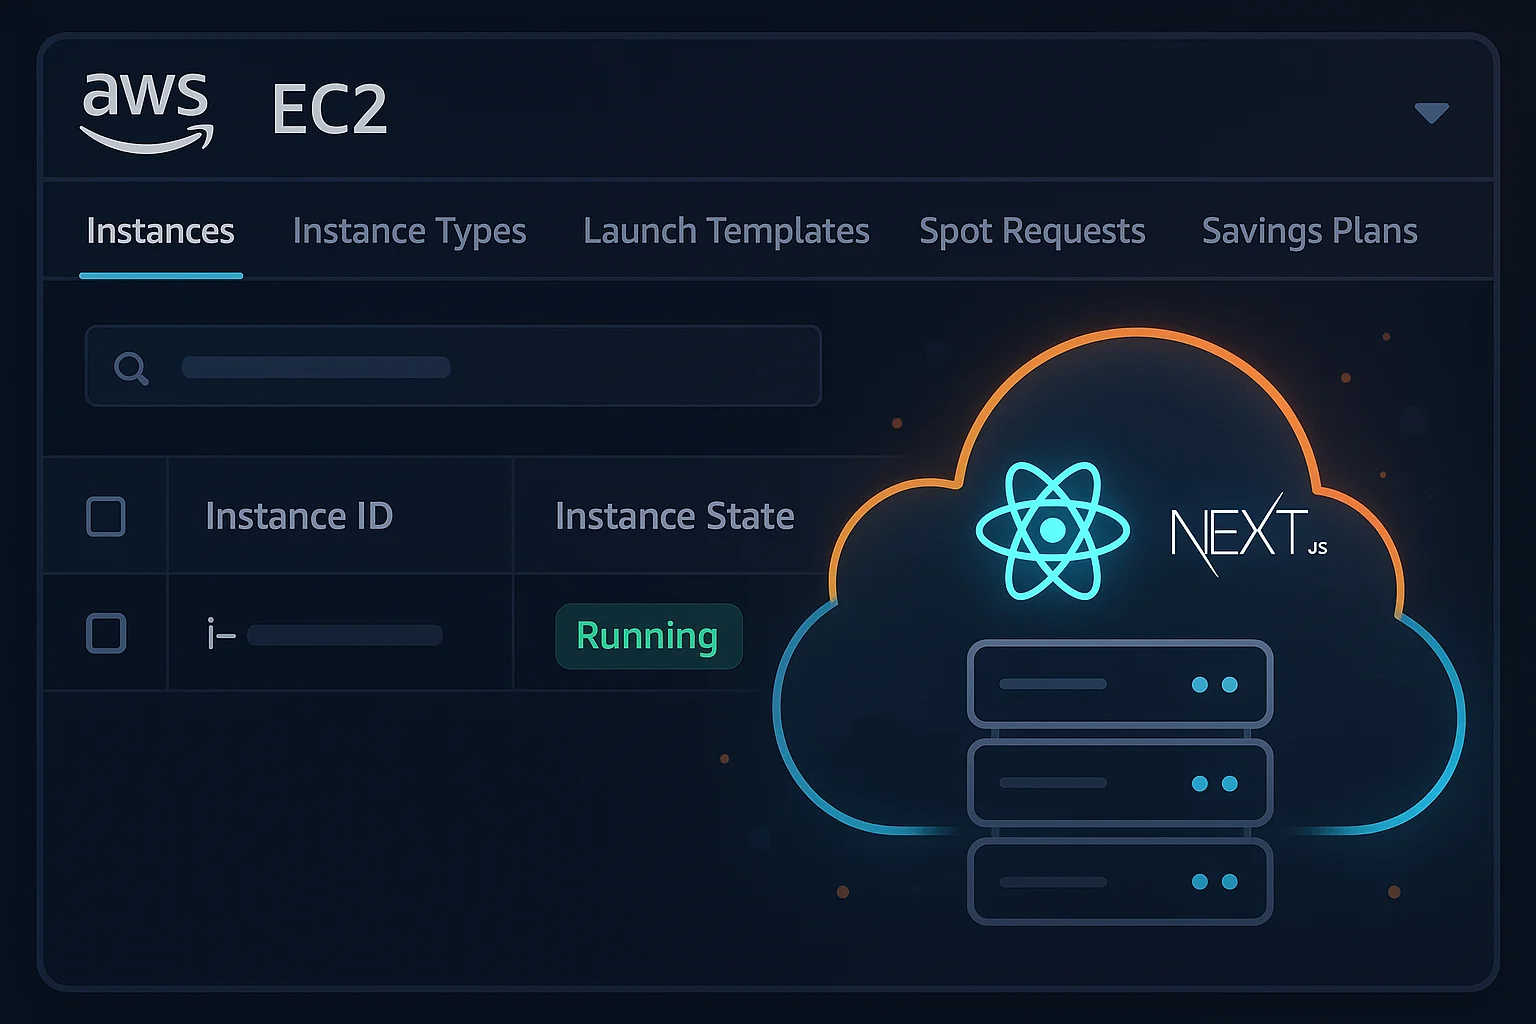 aws EC2
Instances Instance Types Launch Templates Spot Requests Savings Plans
Instance ID Instance State
i– Running
NEXT.JS